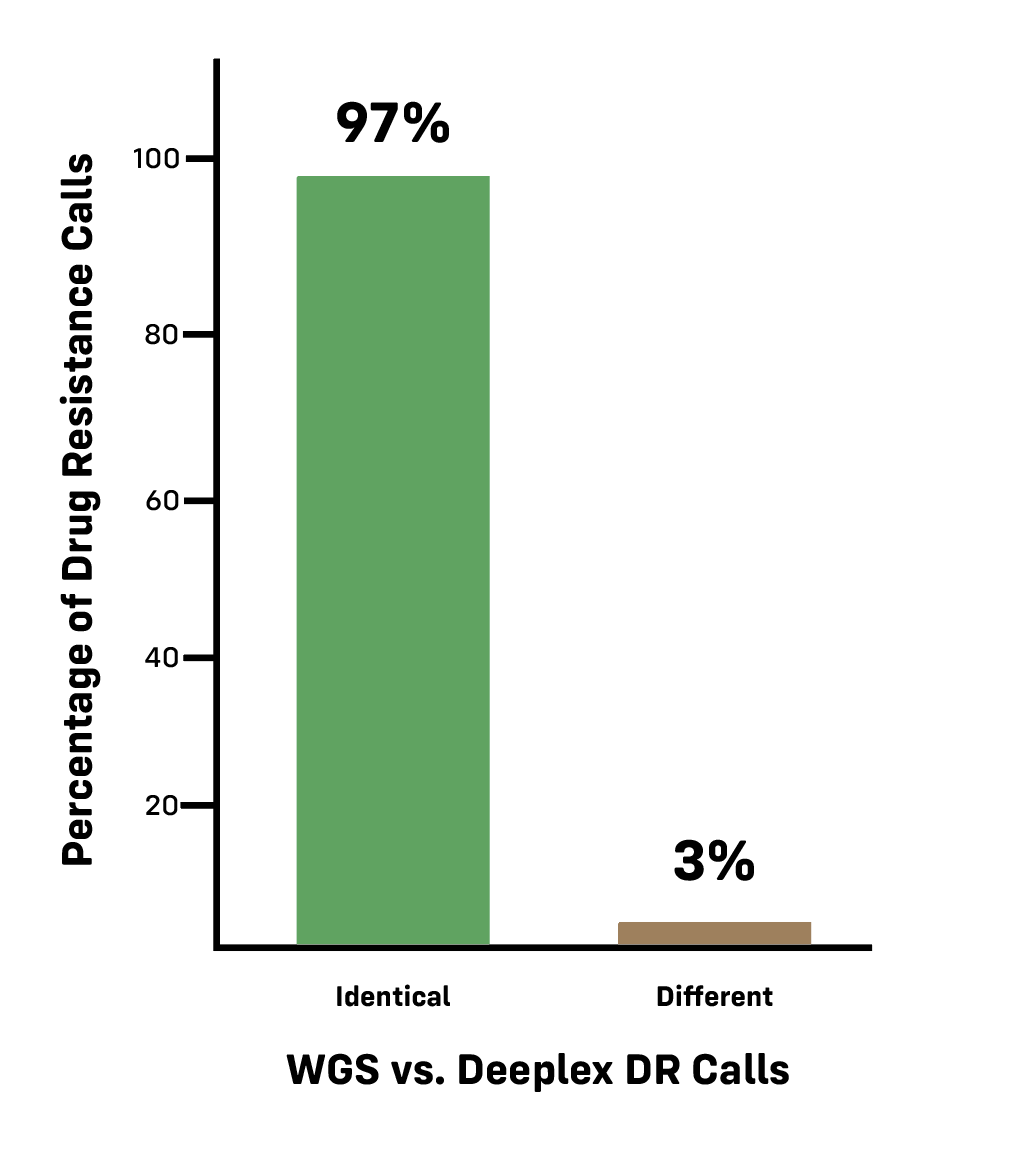 97%
100
80
60
40
20
3%
Percentage of Drug Resistance Calls
Identical
Different
WGS vs. Deeplex DR Calls